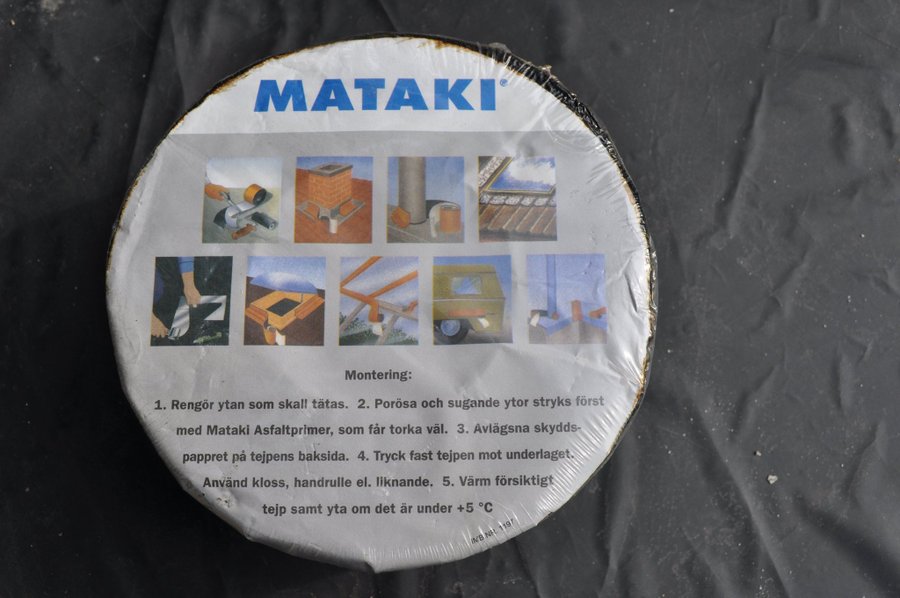 MATAKI®
Montering:
1. Rengör ytan som skall tätas. 2. Porösa och sugande ytor stryks först
med Mataki Asfaltprimer, som får torka väl. 3. Avlägsna skydds-
pappret på tejpens baksida. 4. Tryck fast tejpen mot underlaget.
Använd kloss, handrulle el. liknande. 5. Värm försiktigt
tejp samt yta om det är under +5 °C
1197